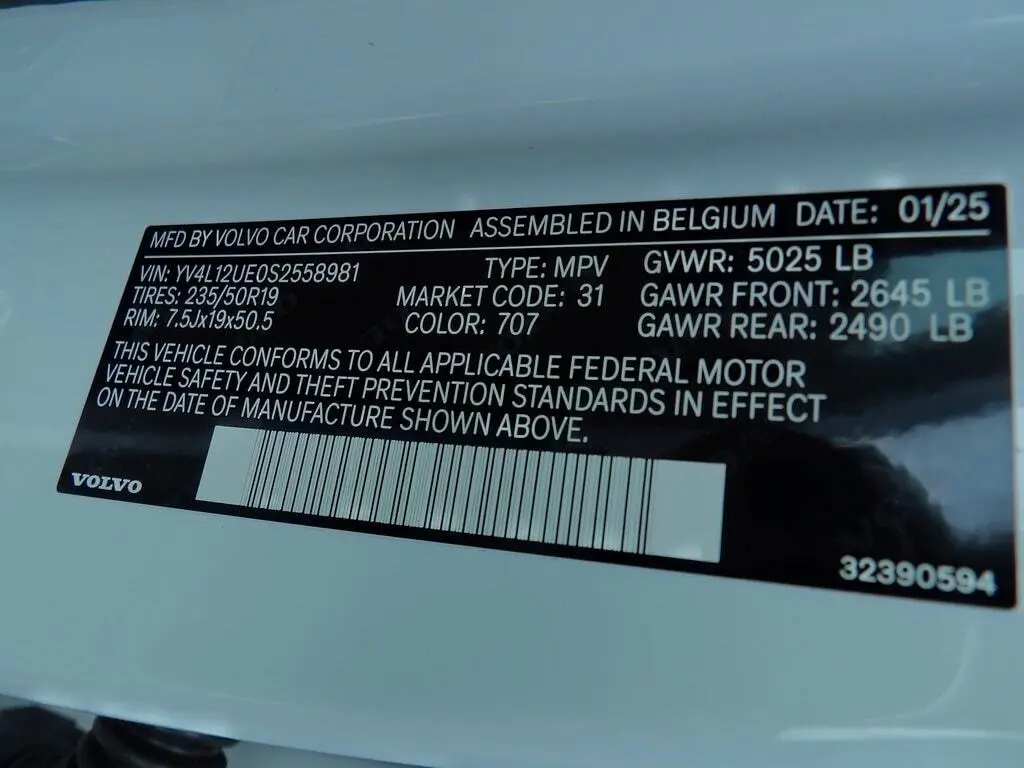 MFD BY VOLVO CAR CORPORATION ASSEMBLED IN BELGIUM DATE: 01/25
VIN: YV4L12UE0S2558981 TYPE: MPV GVWR: 5025 LB
TIRES: 235/50R19 MARKET CODE: 31 GAWR FRONT: 2645 LB
RIM: 7.5Jx19x50.5 COLOR: 707 GAWR REAR: 2490 LB
THIS VEHICLE CONFORMS TO ALL APPLICABLE FEDERAL MOTOR
VEHICLE SAFETY AND THEFT PREVENTION STANDARDS IN EFFECT
ON THE DATE OF MANUFACTURE SHOWN ABOVE.
VOLVO
32390594